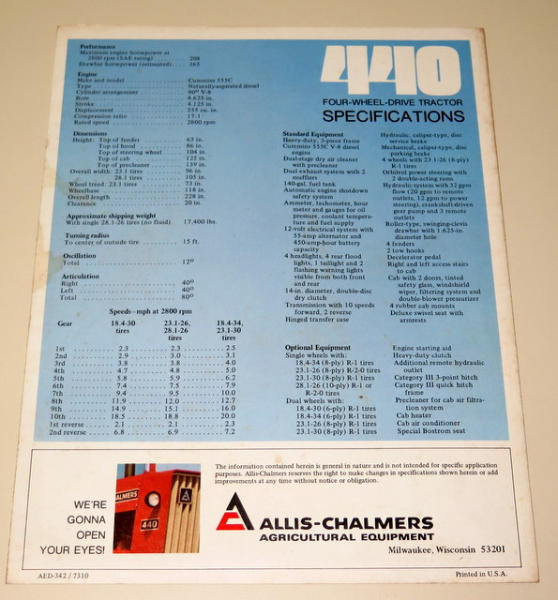 440
FOUR-WHEEL-DRIVE TRACTOR
SPECIFICATIONS
Performance
Maximum engine horsepower at
2800 rpm (SAE rating) 208
Drawbar horsepower (estimated) 165
Engine
Make and model Cummins 555C
Type Naturally-aspirated diesel
Cylinder arrangement 90° V-8
Bore 4.625 in.
Stroke 4.125 in.
Displacement 555 cu. in.
Compression ratio 17:1
Rated speed 2800 rpm
Dimensions
Height: Top of feeder 63 in.
Top of hood 86 in.
Top of steering wheel 104 in.
Top of cab 125 in.
Top of precleaner 139 in.
Overall width: 23.1 tires 96 in.
28.1 tires 105 in.
Wheel tread: 23.1 tires 73 in.
Wheelbase 118 in.
Overall length 228 in.
Clearance 20 in.
Approximate shipping weight
With single 28.1-26 tires (no fluid) 17,400 lbs.
Turning radius
To center of outside tire 15 ft.
Oscillation
Total 12°
Articulation
Right 40°
Left 40°
Total 80°
Speeds—mph at 2800 rpm
Gear 18.4-30 tires 23.1-26, 28.1-26 tires 18.4-34, 23.1-30 tires
1st 2.3 2.3 2.5
2nd 2.9 3.0 3.1
3rd 3.8 3.8 4.0
4th 4.7 4.8 5.0
5th 5.8 5.9 6.2
6th 7.4 7.5 7.9
7th 9.4 9.5 10.0
8th 11.9 12.0 12.7
9th 14.9 15.1 16.0
10th 18.5 18.8 20.0
1st reverse 2.1 2.1 2.3
2nd reverse 6.8 6.9 7.2
Standard Equipment
Heavy-duty, 3-piece frame
Cummins 555C V-8 diesel
engine
Dual-stage dry air cleaner
with precleaner
Dual exhaust system with 2
mufflers
140-gal. fuel tank
Automatic engine shutdown
safety system
Ammeter, tachometer, hour
meter and gauges for oil
pressure, coolant tempera-
ture and fuel supply
12-volt electrical system with
55-amp alternator and
450-amp-hour battery
capacity
4 headlights, 4 rear flood
lights, 1 taillight and 2
flashing warning lights
visible from both front
and rear
14-in. diameter, double-disc
dry clutch
Transmission with 10 speeds
forward, 2 reverse
Hinged transfer case
Hydraulic, caliper-type, disc
service brake
Mechanical, caliper-type, disc
parking brake
4 wheels with 23.1-26 (8-ply)
R-1 tires
Orbital power steering with
2 double-acting rams
Hydraulic system with 32 gpm
flow (20 gpm to remote
outlets, 12 gpm to power
steering), crankshaft-driven
gear pump and 3 remote
outlets
Roller-type, swinging-clevis
drawbar with 1.625-in.
diameter hole
4 fenders
2 tow hooks
Decelerator pedal
Right and left access stairs
to cab
Cab with 2 doors, tinted
safety glass, windshield
wiper, filtering system and
double-blower pressurizer
4 rubber cab mounts
Deluxe swivel seat with
armrests
Optional Equipment
Single wheels with:
18.4-34 (8-ply) R-1 tires
23.1-26 (8-ply) R-2-0 tires
23.1-30 (8-ply) R-1 tires
28.1-26 (10-ply) R-1 or
R-2-0 tires
Dual wheels with:
18.4-30 (6-ply) R-1 tires
18.4-34 (6-ply) R-1 tires
23.1-26 (8-ply) R-1 tires
23.1-30 (8-ply) R-1 tires
Engine starting aid
Heavy-duty clutch
Additional remote hydraulic
outlet
Category III 3-point hitch
Category III quick hitch
frame
Precleaner for cab air filtra-
tion system
Cab heater
Cab air conditioner
Special Bostrom seat
The information contained herein is general in nature and is not intended for specific application
purposes. Allis-Chalmers reserves the right to make changes in specifications shown herein or add
improvements at any time without notice or obligation.
WE'RE
GONNA
OPEN
YOUR EYES!
HALMERS
440
ALLIS-CHALMERS
AGRICULTURAL EQUIPMENT
Milwaukee, Wisconsin 53201
AED-342 / 7310
Printed in U.S.A.